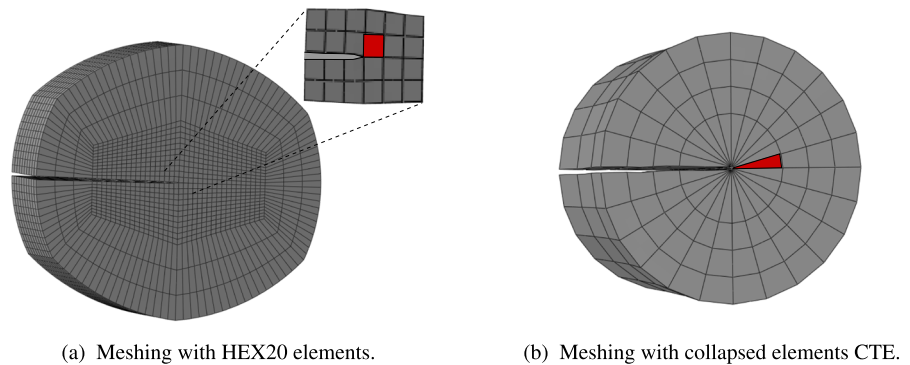 (a) Meshing with HEX20 elements.
(b) Meshing with collapsed elements CTE.